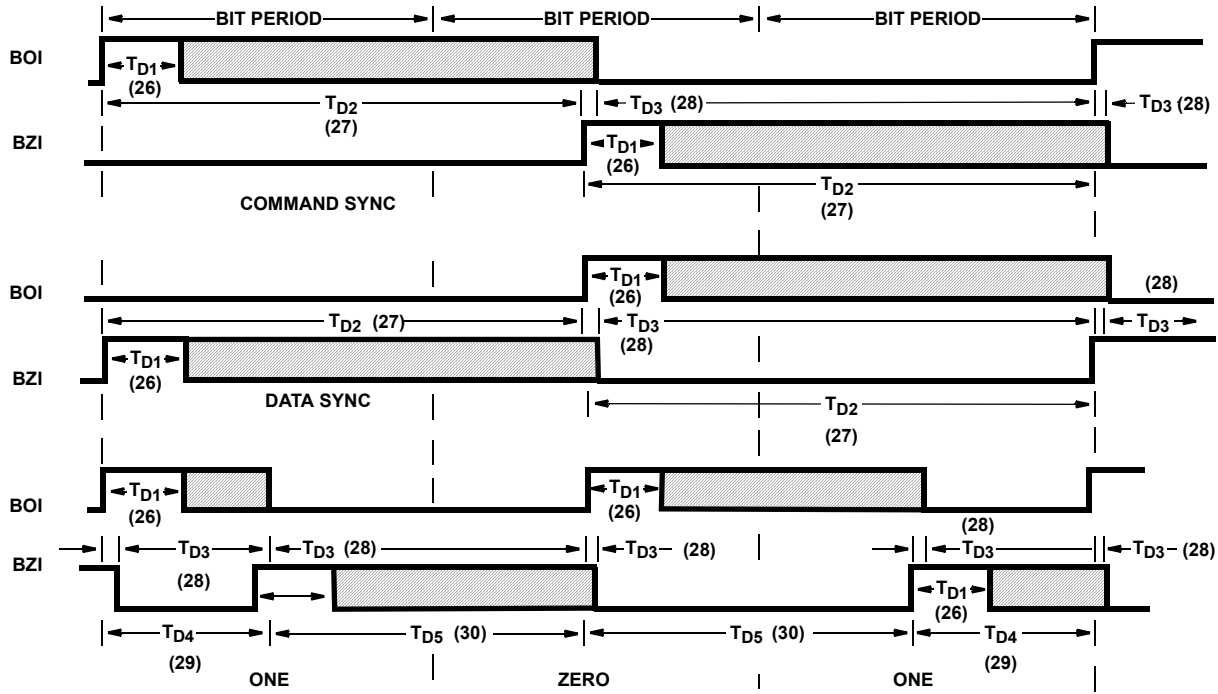 BIT PERIOD BIT PERIOD BIT PERIOD
BOI
TD1
(26)
TD2
(27)
TD3 (28)
TD3 (28)
BZI
TD1
(26)
COMMAND SYNC
TD2
(27)
BOI
TD1
(26)
(28)
TD2 (27)
TD3
(28)
TD3
BZI
TD1
(26)
DATA SYNC
TD2
(27)
BOI
TD1
(26)
TD1
(26)
BZI
TD3
(28)
TD3 (28)
TD3 (28)
(28)
TD3
TD3 (28)
TD1
(26)
TD4
(29)
TD5 (30)
TD5 (30)
TD4
(29)
ONE ZERO ONE